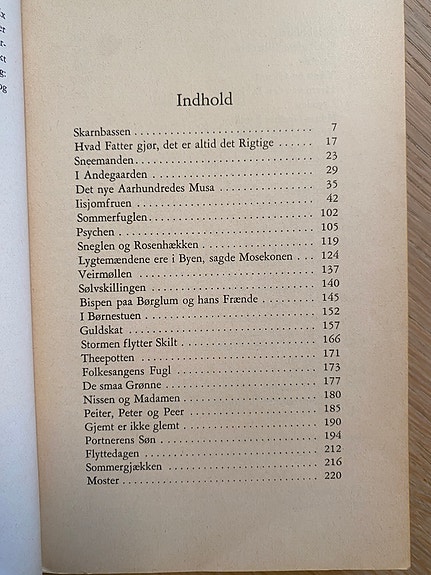 Indhold
Skarnbassen . . . . . . . . . . . . . . . . . . . . . . . . . . . . 7
Hvad Fatter gjør, det er altid det Rigtige . . . . . . 17
Sneemanden. . . . . . . . . . . . . . . . . . . . . . . . . . . 23
I Andegaarden . . . . . . . . . . . . . . . . . . . . . . . . . 29
Det nye Aarhundredes Musa . . . . . . . . . . . . . . . 35
Iisjomfruen . . . . . . . . . . . . . . . . . . . . . . . . . . . 42
Sommerfuglen. . . . . . . . . . . . . . . . . . . . . . . . . 102
Psychen . . . . . . . . . . . . . . . . . . . . . . . . . . . . . 105
Sneglen og Rosenhækken . . . . . . . . . . . . . . . . . 119
Lygtemændene ere i Byen, sagde Mosekonen . . . . 124
Veirmøllen . . . . . . . . . . . . . . . . . . . . . . . . . . . 137
Sølvskillingen . . . . . . . . . . . . . . . . . . . . . . . . . 140
Bispen paa Børglum og hans Frænde . . . . . . . . . 145
I Børnestuen . . . . . . . . . . . . . . . . . . . . . . . . . . 152
Guldskat . . . . . . . . . . . . . . . . . . . . . . . . . . . . . 157
Stormen flytter Skilt . . . . . . . . . . . . . . . . . . . . . 166
Theepotten . . . . . . . . . . . . . . . . . . . . . . . . . . . 171
Folkesangens Fugl . . . . . . . . . . . . . . . . . . . . . . 173
De smaa Grønne . . . . . . . . . . . . . . . . . . . . . . . 177
Nissen og Madamen . . . . . . . . . . . . . . . . . . . . 180
Peiter, Peter og Peer . . . . . . . . . . . . . . . . . . . . 185
Gjemt er ikke glemt . . . . . . . . . . . . . . . . . . . . . 190
Portnerens Søn . . . . . . . . . . . . . . . . . . . . . . . . 194
Flyttedagen . . . . . . . . . . . . . . . . . . . . . . . . . . . 212
Sommergjækken . . . . . . . . . . . . . . . . . . . . . . . 216
Moster . . . . . . . . . . . . . . . . . . . . . . . . . . . . . . 220